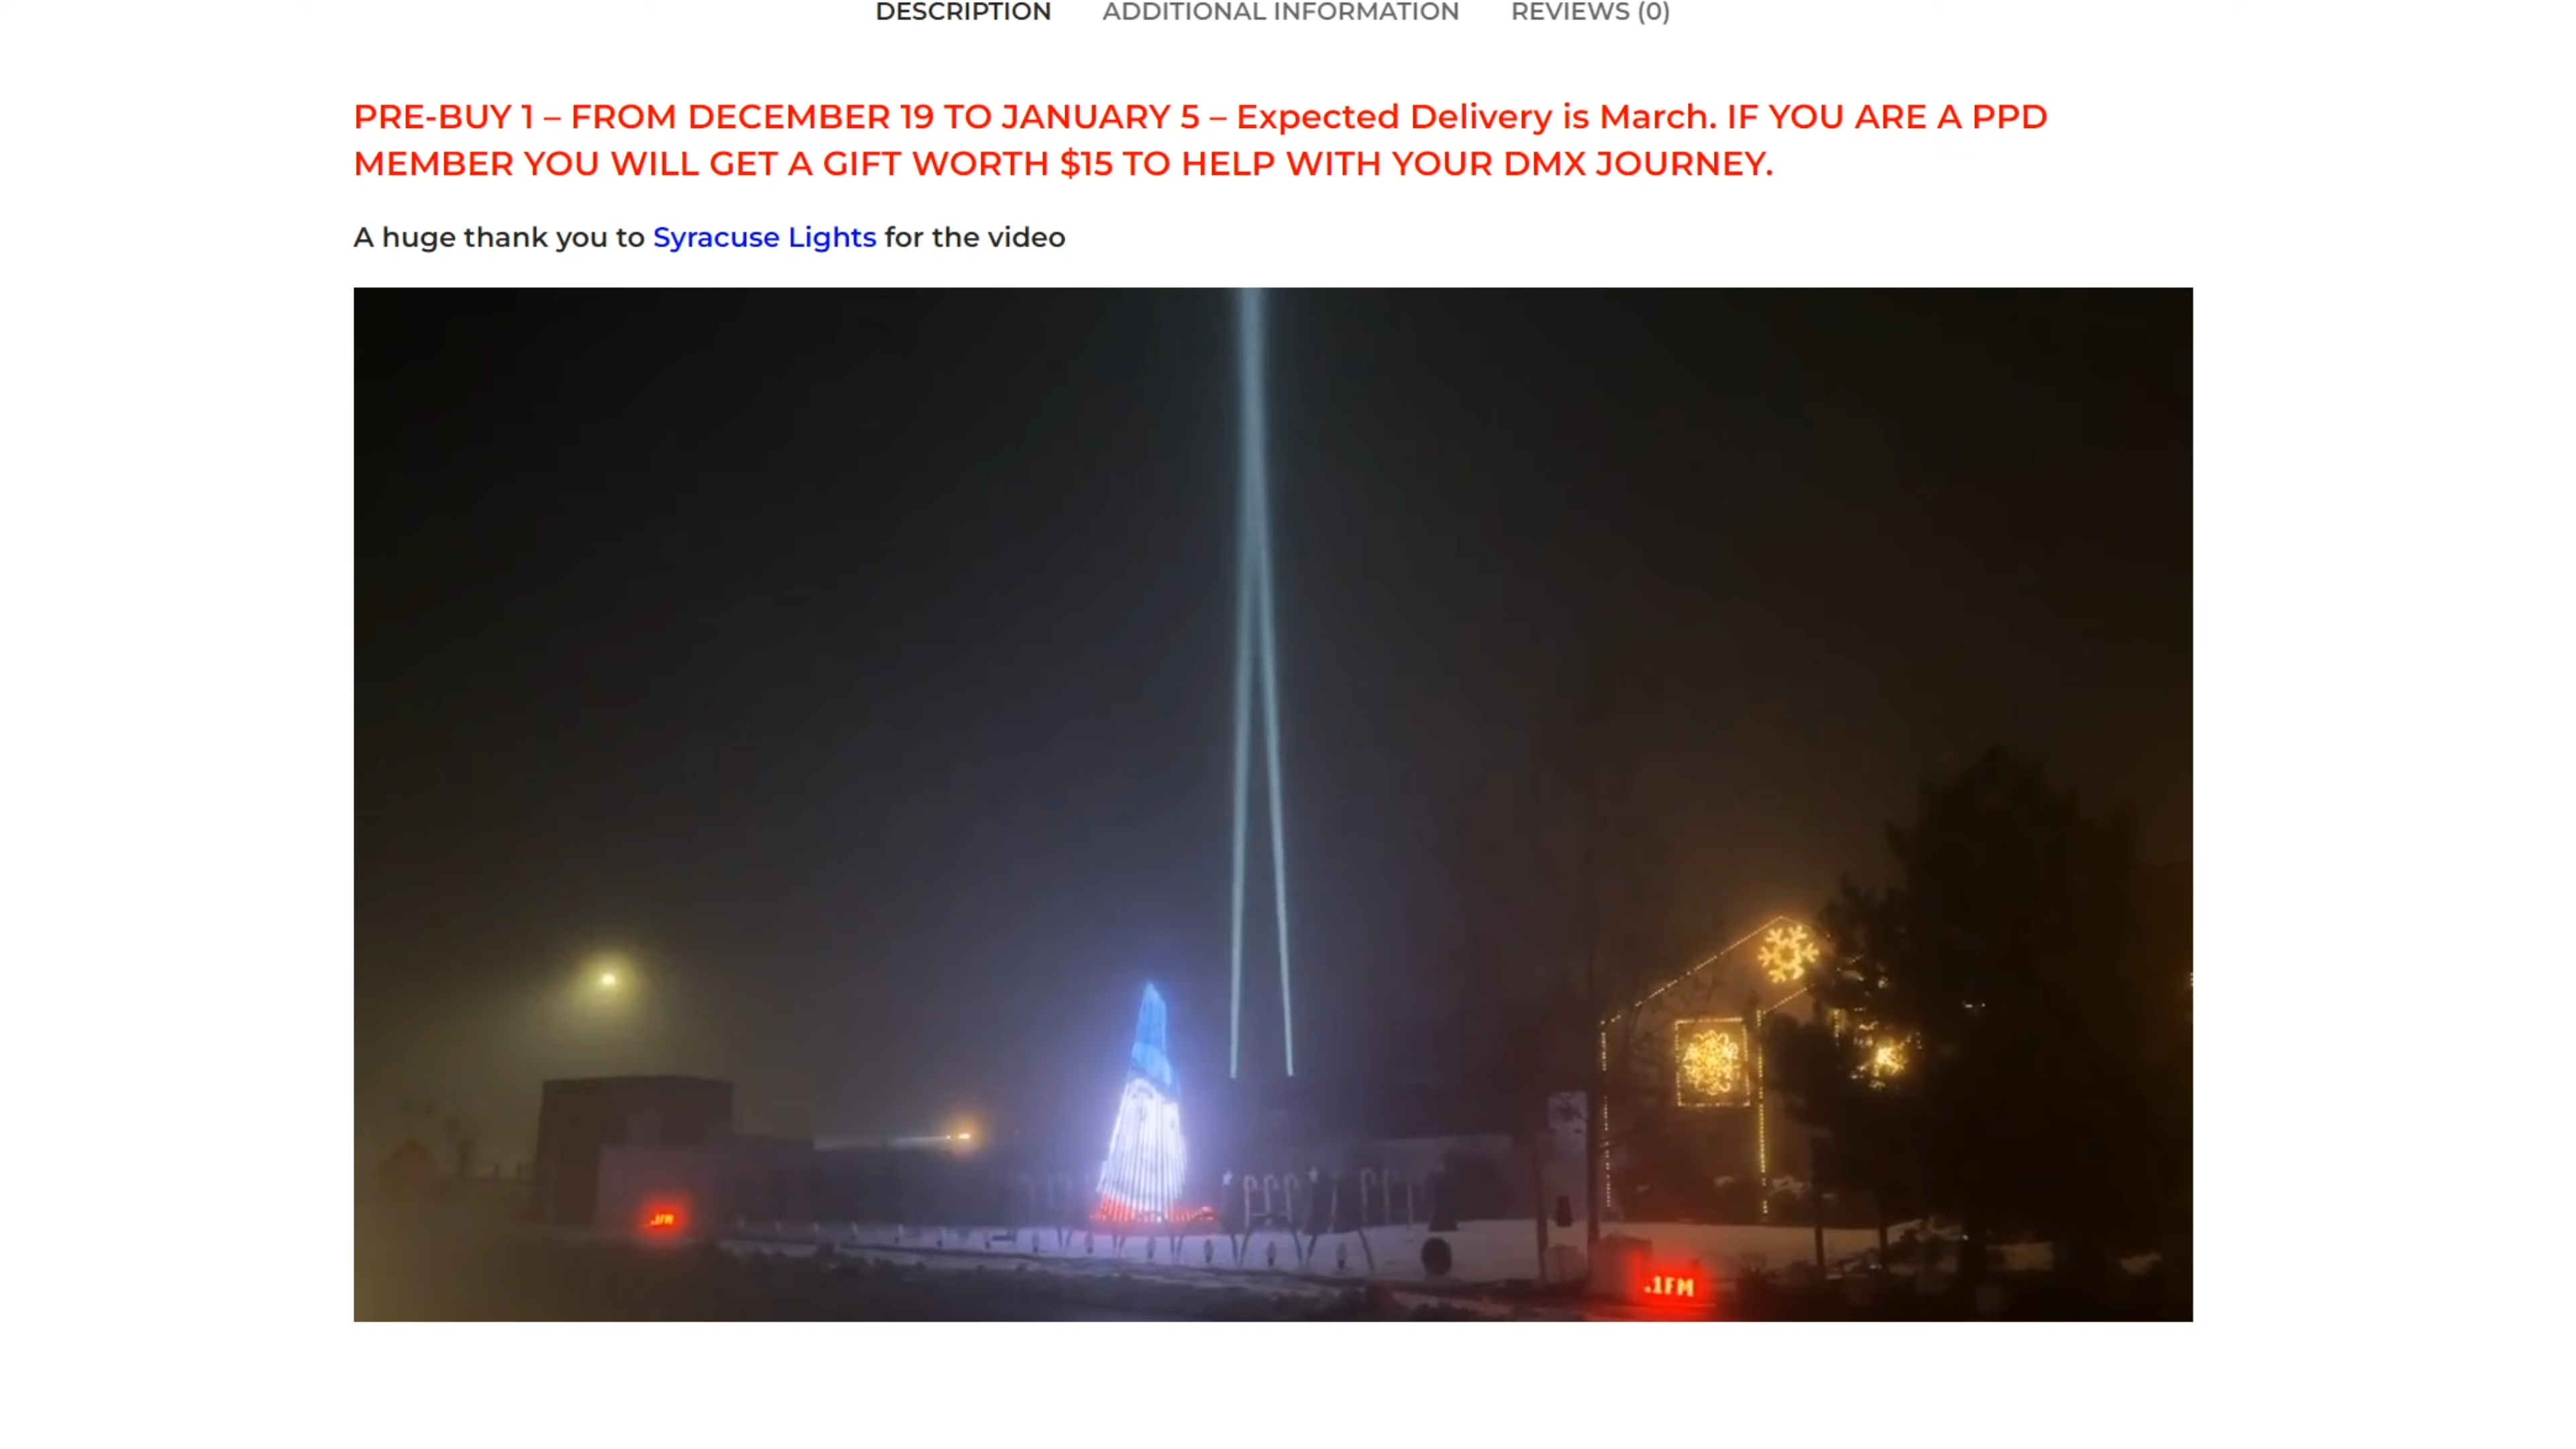 DESCRIPTION ADDITIONAL INFORMATION REVIEWS (0)
PRE-BUY 1 – FROM DECEMBER 19 TO JANUARY 5 – Expected Delivery is March. IF YOU ARE A PPD
MEMBER YOU WILL GET A GIFT WORTH $15 TO HELP WITH YOUR DMX JOURNEY.
A huge thank you to Syracuse Lights for the video
.1FM
.1FM